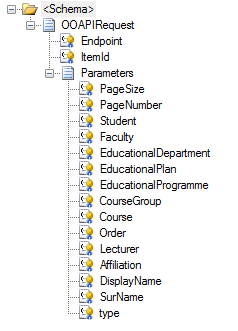 <Schema>
OOAPIRequest
Endpoint
ItemId
Parameters
PageSize
PageNumber
Student
Faculty
EducationalDepartment
EducationalPlan
EducationalProgramme
CourseGroup
Course
Order
Lecturer
Affiliation
DisplayName
SurName
type